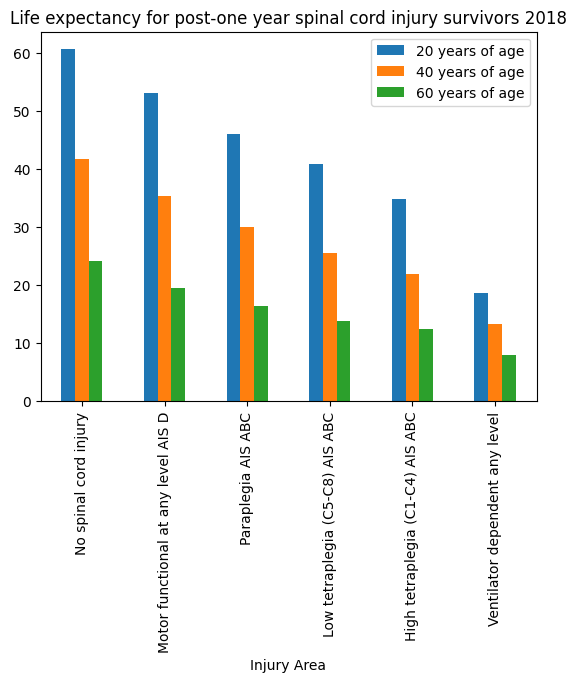 Life expectancy for post-one year spinal cord injury survivors 2018
20 years of age
40 years of age
60 years of age
60
50
40
30
20
10
0
No spinal cord injury
Motor functional at any level AIS D
Paraplegia AIS ABC
Low tetraplegia (C5-C8) AIS ABC
High tetraplegia (C1-C4) AIS ABC
Ventilator dependent any level
Injury Area